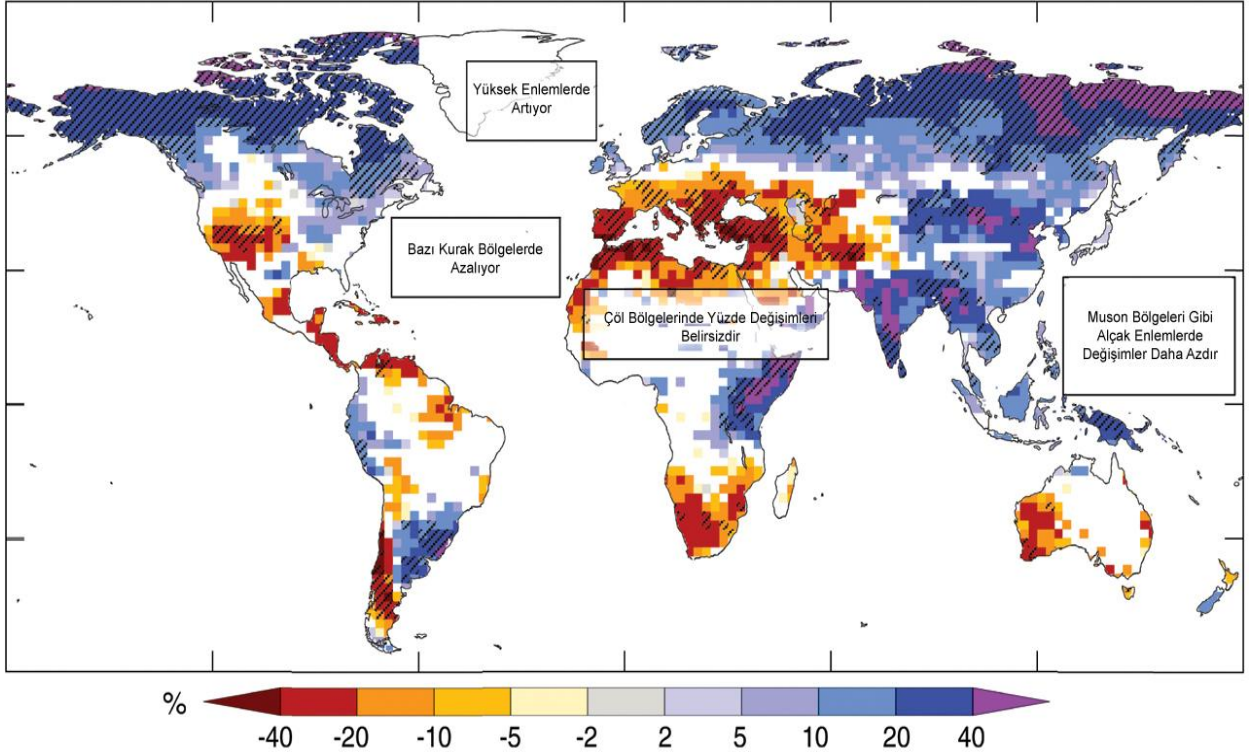 Yüksek Enlemlerde
Artıyor
Bazı Kurak Bölgelerde
Azalıyor
Çöl Bölgelerinde Yüzde Değişimleri
Belirsizdir
Muson Bölgeleri Gibi
Alçak Enlemlerde
Değişimler Daha Azdır
% -40 -20 -10 -5 -2 2 5 10 20 40